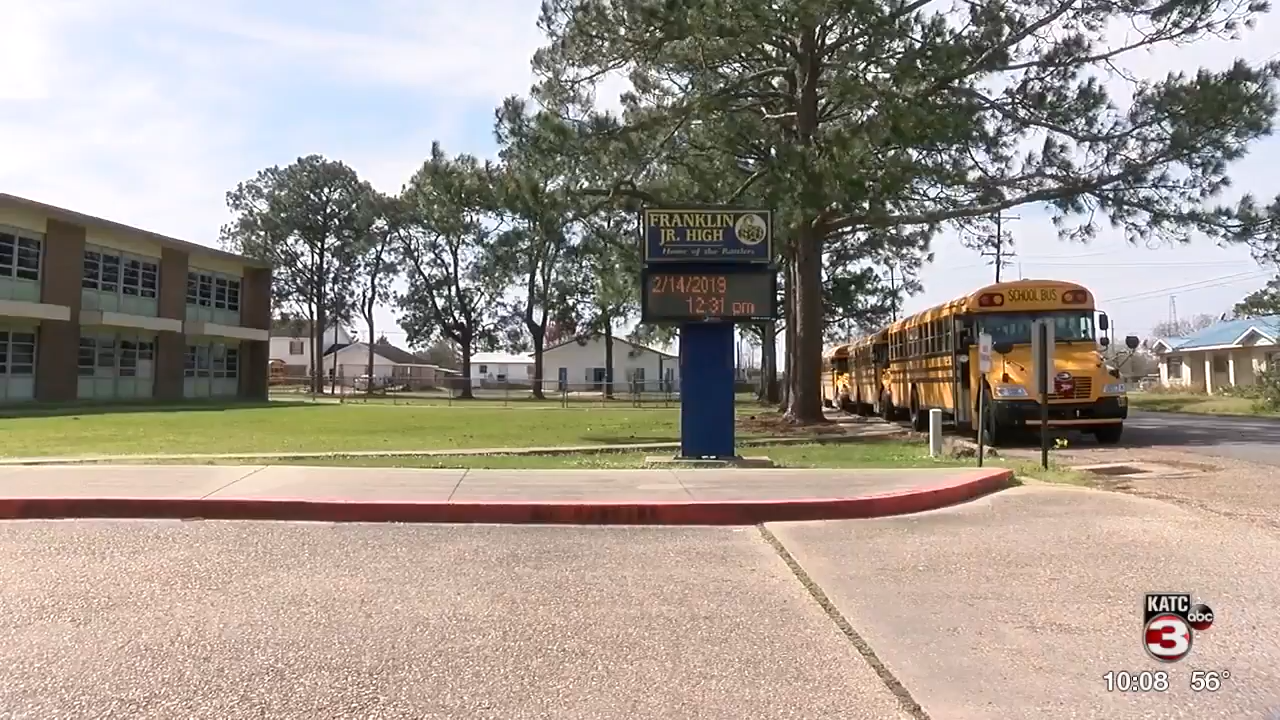 FRANKLIN
JR. HIGH
Home of the Rattlers
2/14/2019
12:31 pm
SCHOOL BUS
KATC
abc
3
10:08 56°